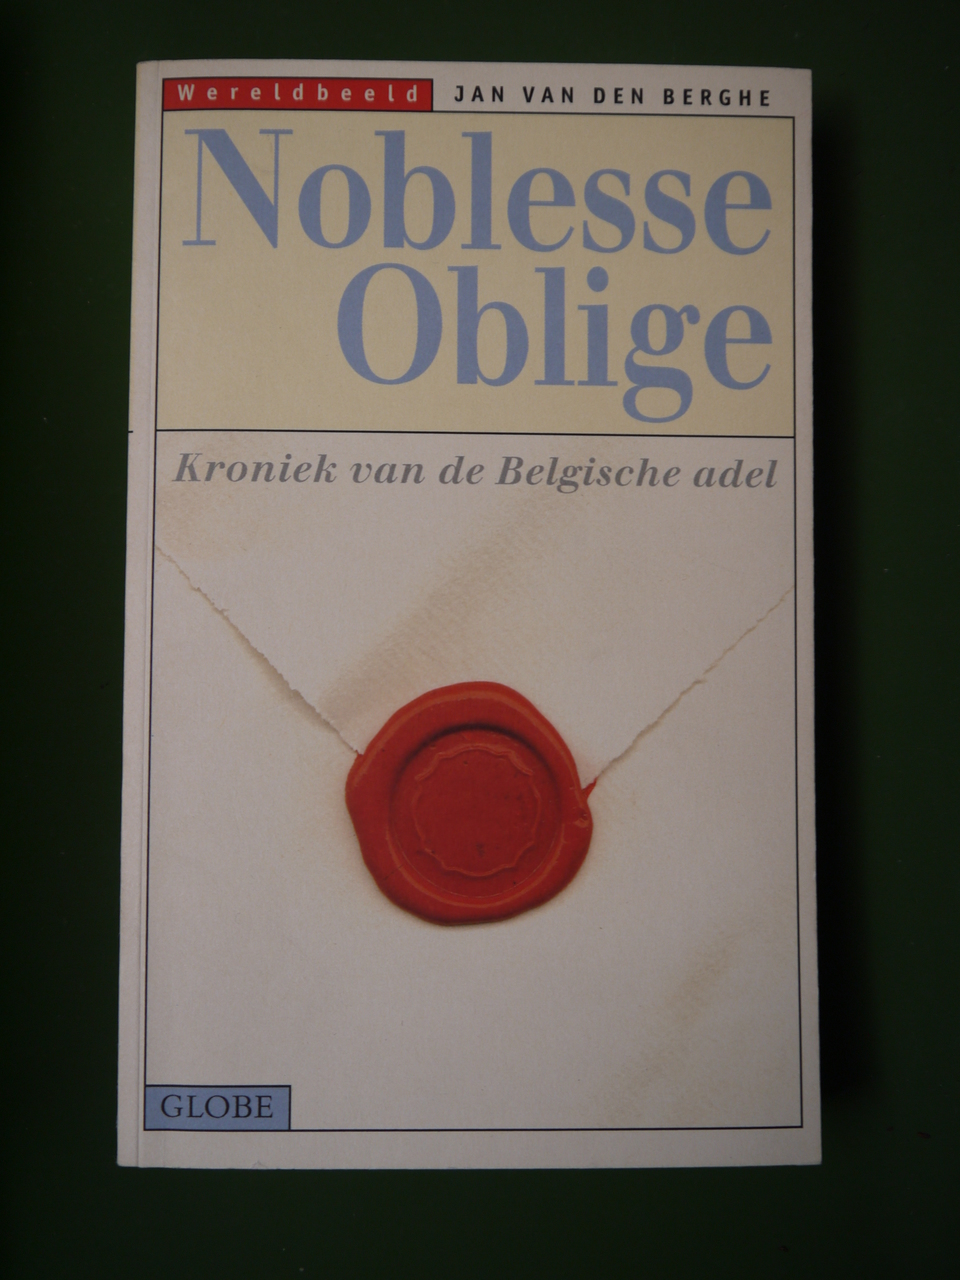 Wereldbeeld JAN VAN DEN BERGHE
Noblesse
Oblige
Kroniek van de Belgische adel
GLOBE